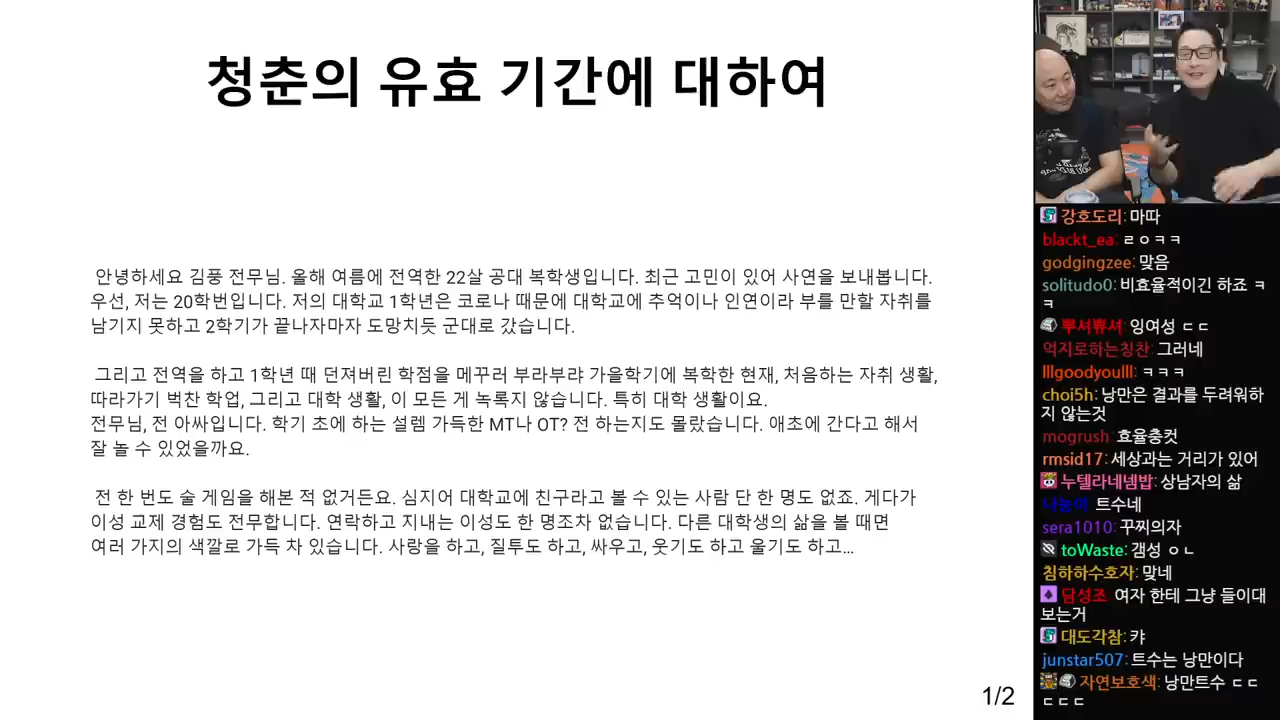 청춘의 유효 기간에 대하여
안녕하세요 김풍 전무님. 올해 여름에 전역한 22살 공대 복학생입니다. 최근 고민이 있어 사연을 보내봅니다.
우선, 저는 20학번입니다. 저의 대학교 1학년은 코로나 때문에 대학교에 추억이나 인연이라 부를 만할 자취를
남기지 못하고 2학기가 끝나자마자 도망치듯 군대로 갔습니다.
그리고 전역을 하고 1학년 때 던져버린 학점을 메꾸러 부랴부랴 가을학기에 복학한 현재, 처음하는 자취 생활,
따라가기 벅찬 학업, 그리고 대학 생활, 이 모든 게 녹록지 않습니다. 특히 대학 생활이요.
전무님, 전 아싸입니다. 학기 초에 하는 설렘 가득한 MT나 OT? 전 하는지도 몰랐습니다. 애초에 간다고 해서
잘 놀 수 있었을까요.
전 한 번도 술 게임을 해본 적 없거든요. 심지어 대학교에 친구라고 볼 수 있는 사람 단 한 명도 없죠. 게다가
이성 교제 경험도 전무합니다. 연락하고 지내는 이성도 한 명조차 없습니다. 다른 대학생의 삶을 볼 때면
여러 가지의 색깔로 가득 차 있습니다. 사랑을 하고, 질투도 하고, 싸우고, 웃기도 하고 울기도 하고...
1/2
강호도리: 마따
blackt_ea: ㄹㅇㅋㅋ
godgingzee: 맞음
solitudo0: 비효율적이긴 하죠 ㅋ
ㅋ
뿌셔쀼셔: 잉여성 ㄷㄷ
억지로하는칭찬: 그러네
lllgoodyoulll: ㅋㅋㅋ
choi5h: 낭만은 결과를 두려워하
지 않는것
mogrush: 효율충컷
rmsid17: 세상과는 거리가 있어
누텔라네넴밥: 상남자의 삶
트수네
sera1010: 꾸찌의자
toWaste: 갬성 ㅇㄴ
침하하수호자: 맞네
담성조: 여자 한테 그냥 들이대
보는거
대도각참: 캬
junstar507: 트수는 낭만이다
자연보호색: 낭만트수 ㄷㄷ
ㄷㄷㄷ